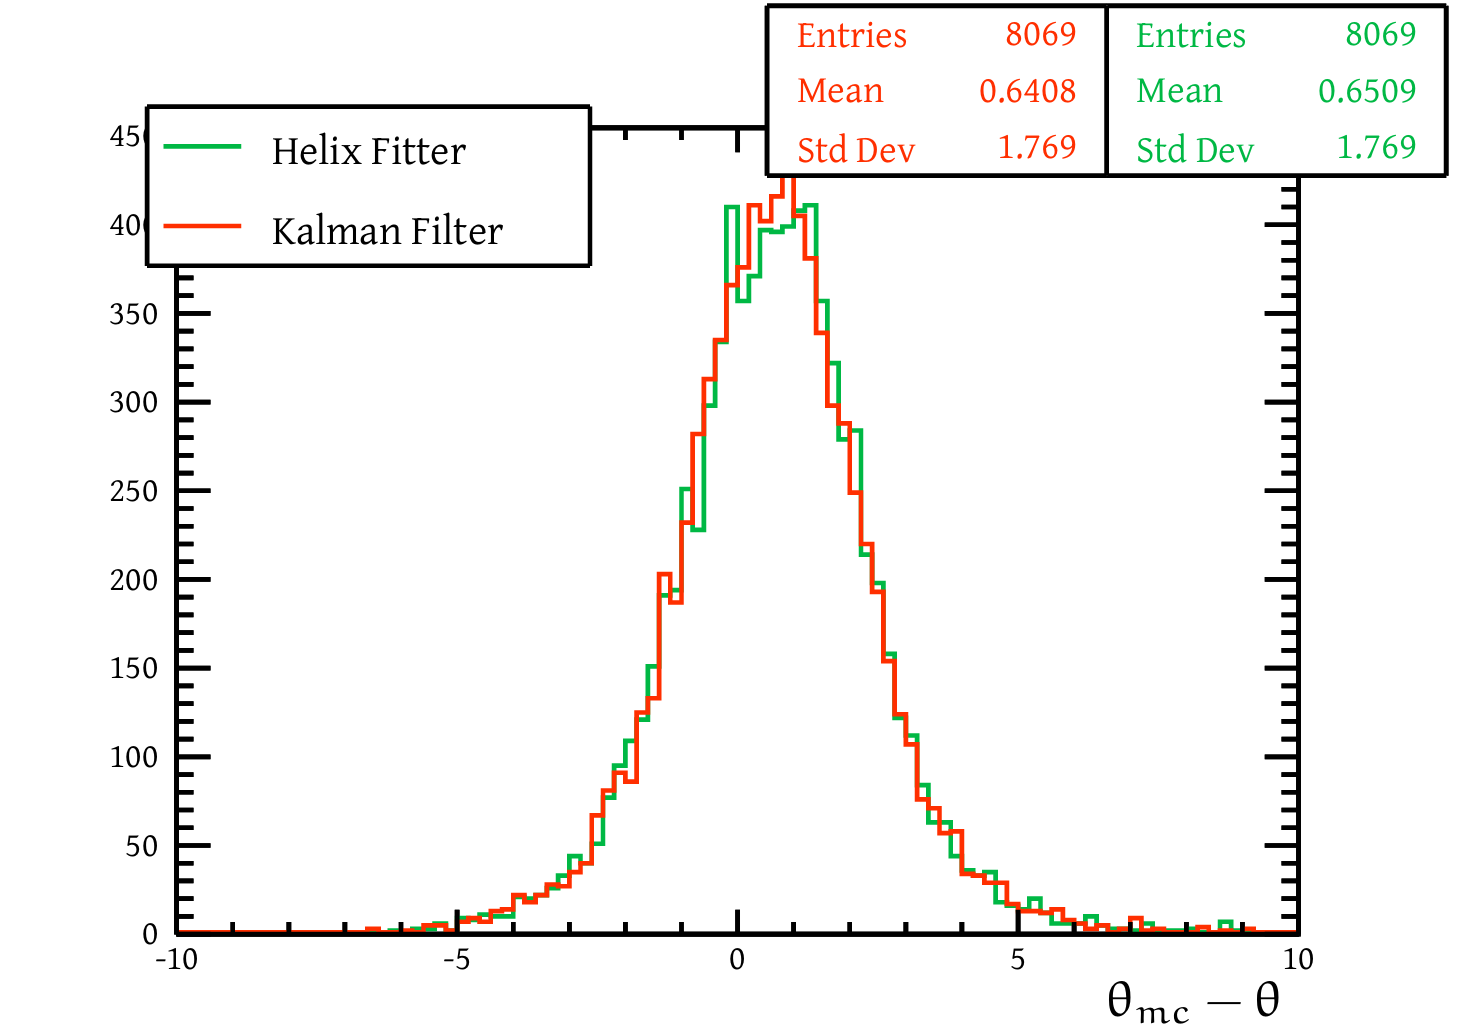 Entries 8069 Entries 8069
Mean 0.6408 Mean 0.6509
Std Dev 1.769 Std Dev 1.769
Helix Fitter
Kalman Filter
350
300
250
200
150
100
50
0
-10 -5 0 5 10
θmc − θ